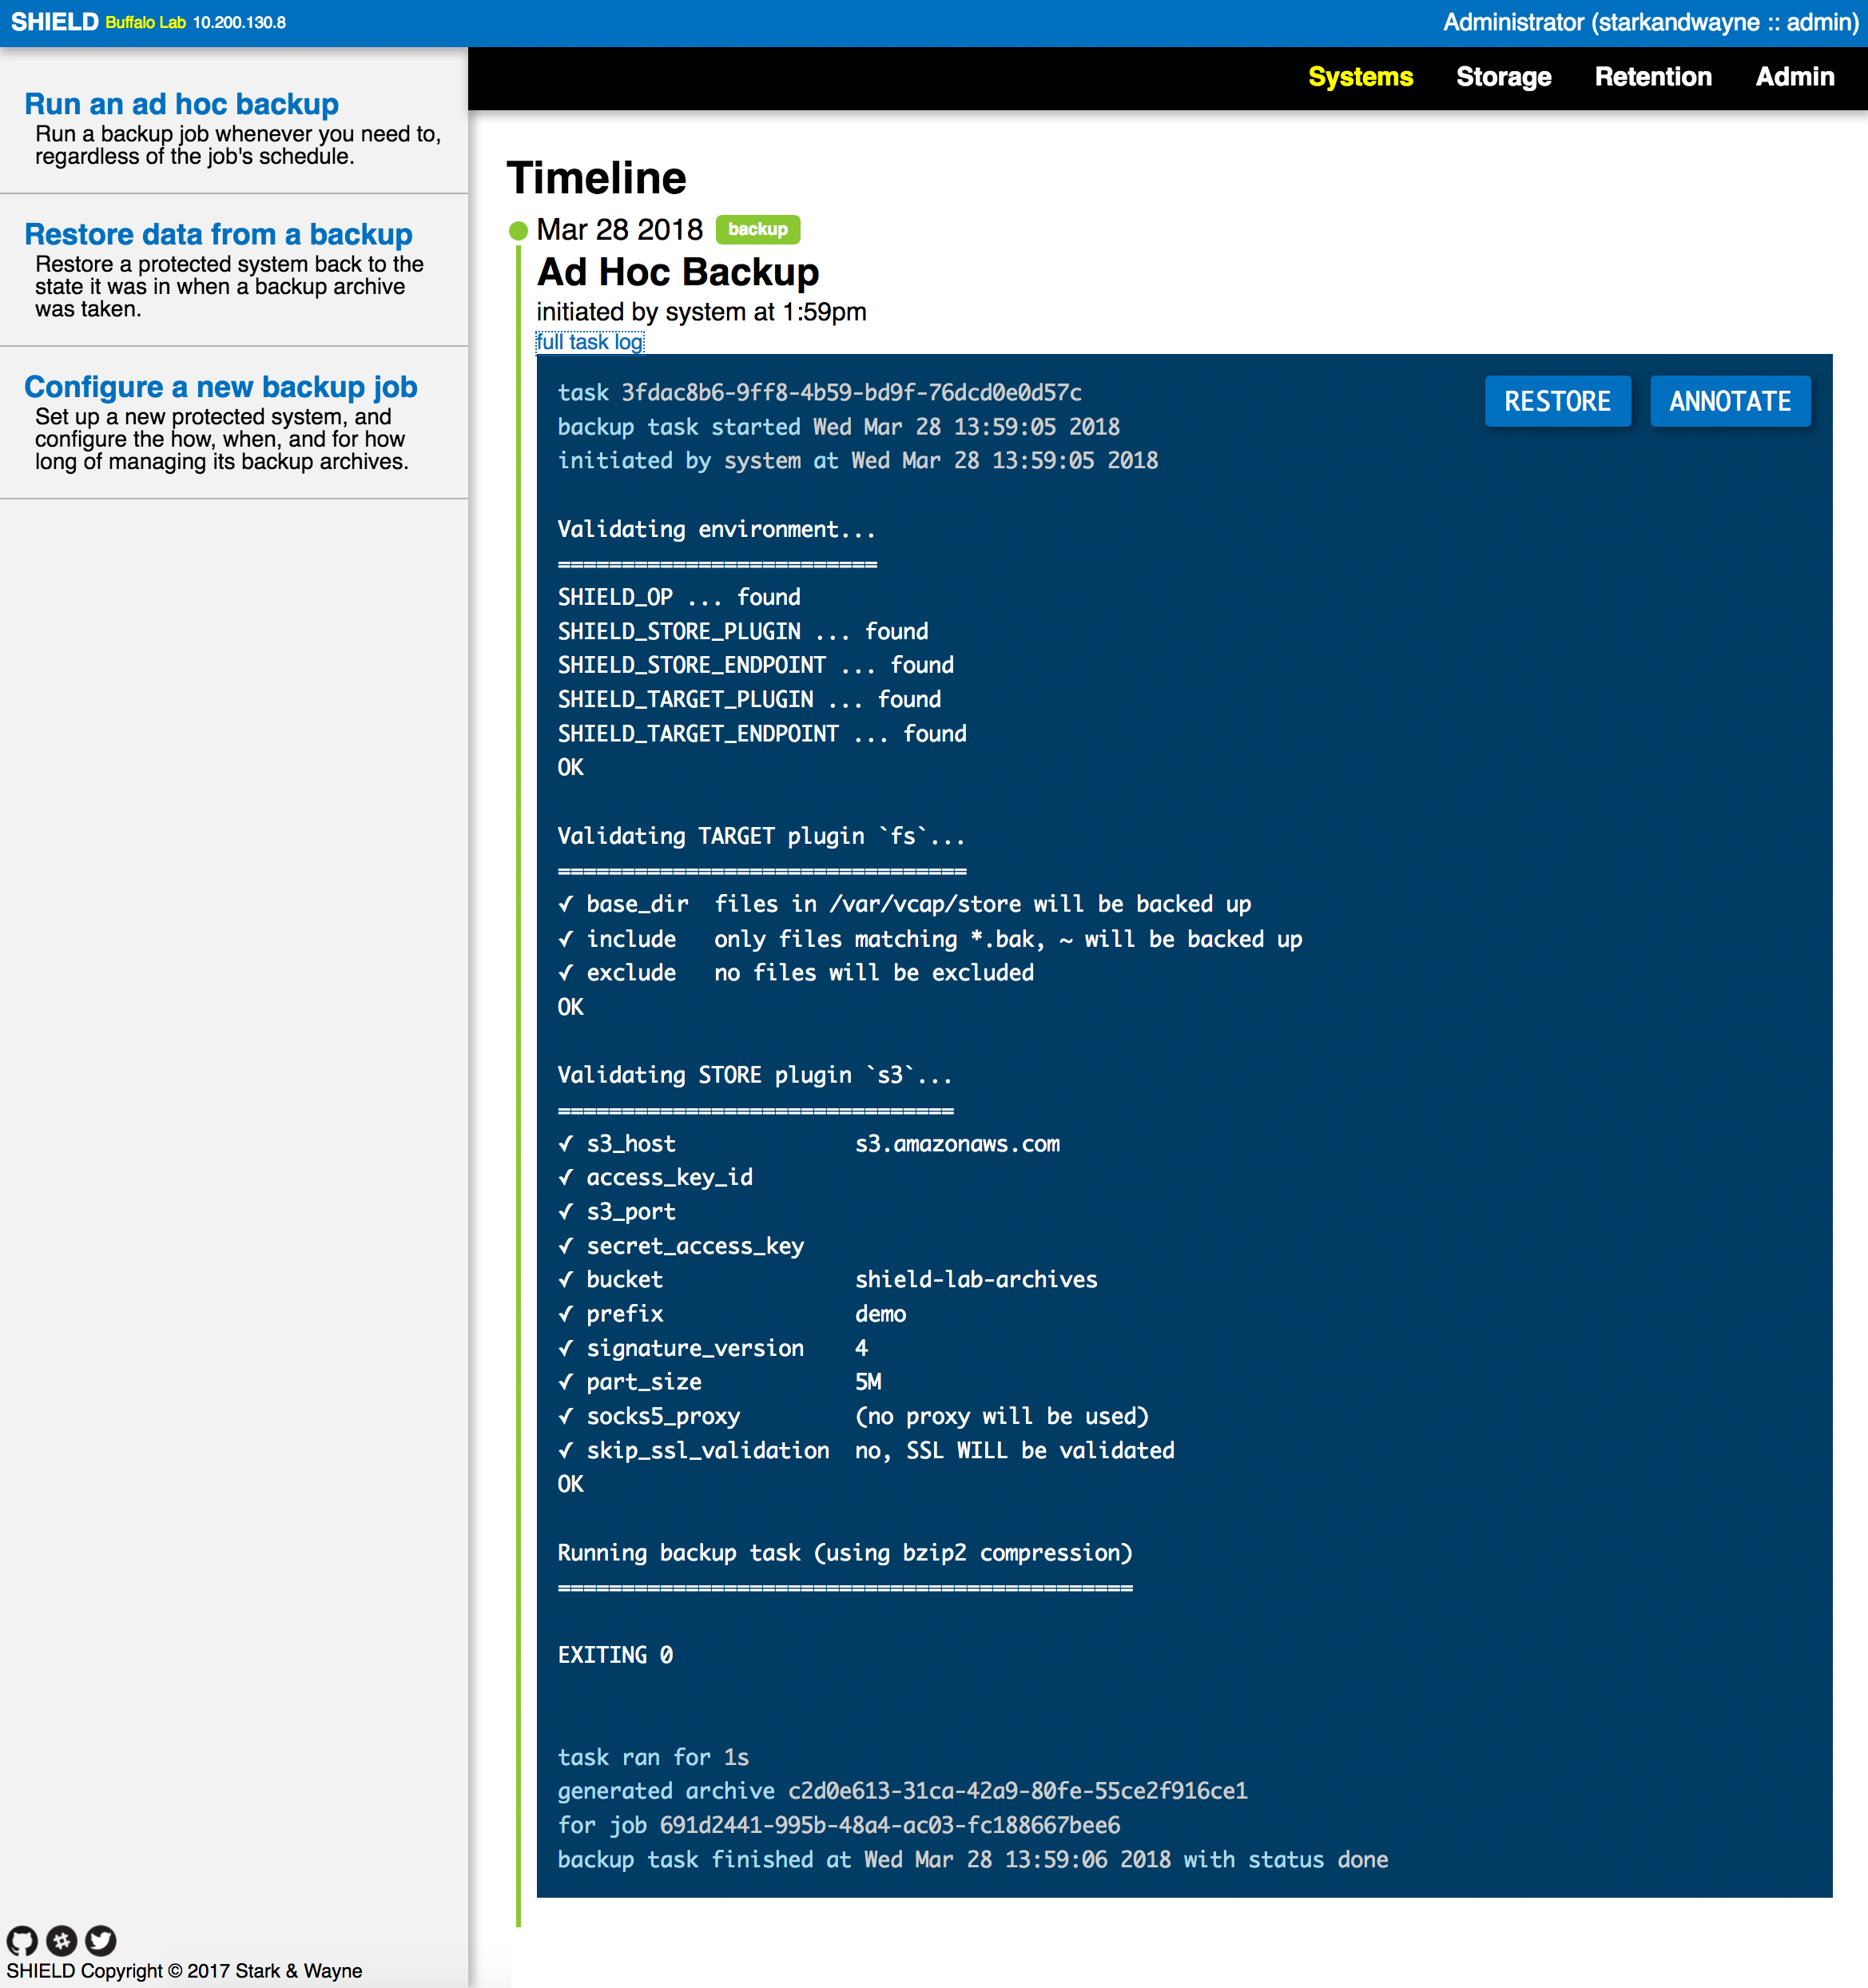 SHIELD Buffalo Lab 10.200.130.8
Administrator (starkandwayne :: admin)
Systems Storage Retention Admin
Run an ad hoc backup
Run a backup job whenever you need to,
regardless of the job's schedule.
Restore data from a backup
Restore a protected system back to the
state it was in when a backup archive
was taken.
Configure a new backup job
Set up a new protected system, and
configure the how, when, and for how
long of managing its backup archives.
Timeline
Mar 28 2018 backup
Ad Hoc Backup
initiated by system at 1:59pm
full task log
RESTORE ANNOTATE
task 3fdac8b6-9ff8-4b59-bd9f-76dcd0e0d57c
backup task started Wed Mar 28 13:59:05 2018
initiated by system at Wed Mar 28 13:59:05 2018
Validating environment...
=========================
SHIELD_OP ... found
SHIELD_STORE_PLUGIN ... found
SHIELD_STORE_ENDPOINT ... found
SHIELD_TARGET_PLUGIN ... found
SHIELD_TARGET_ENDPOINT ... found
OK
Validating TARGET plugin `fs`...
================================
✓ base_dir  files in /var/vcap/store will be backed up
✓ include   only files matching *.bak, ~ will be backed up
✓ exclude   no files will be excluded
OK
Validating STORE plugin `s3`...
===============================
✓ s3_host              s3.amazonaws.com
✓ access_key_id
✓ s3_port
✓ secret_access_key
✓ bucket               shield-lab-archives
✓ prefix               demo
✓ signature_version    4
✓ part_size            5M
✓ socks5_proxy         (no proxy will be used)
✓ skip_ssl_validation  no, SSL WILL be validated
OK
Running backup task (using bzip2 compression)
=============================================
EXITING 0
task ran for 1s
generated archive c2d0e613-31ca-42a9-80fe-55ce2f916ce1
for job 691d2441-995b-48a4-ac03-fc188667bee6
backup task finished at Wed Mar 28 13:59:06 2018 with status done
SHIELD Copyright © 2017 Stark & Wayne